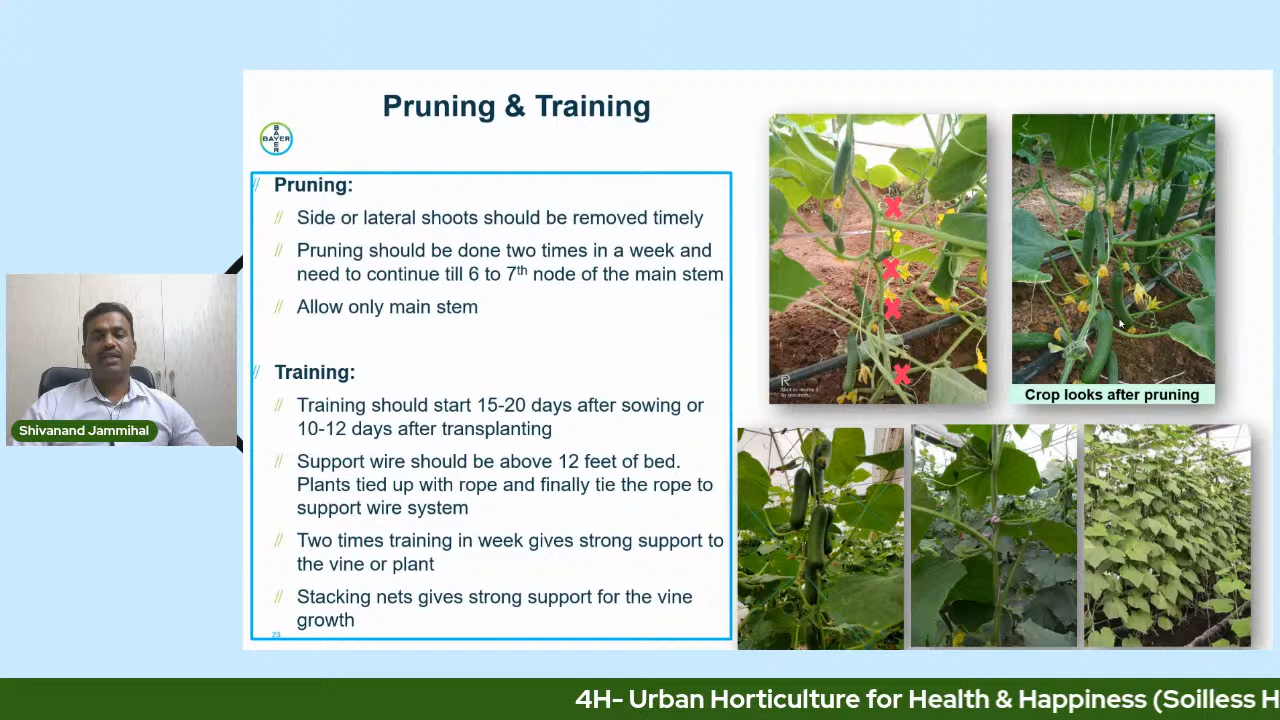 Pruning & Training
BAYER
BAYER
Pruning:
Side or lateral shoots should be removed timely
Pruning should be done two times in a week and
need to continue till 6 to 7th node of the main stem
Allow only main stem
Training:
Training should start 15-20 days after sowing or
10-12 days after transplanting
Support wire should be above 12 feet of bed.
Plants tied up with rope and finally tie the rope to
support wire system
Two times training in week gives strong support to
the vine or plant
Stacking nets gives strong support for the vine
growth
23
Crop looks after pruning
Shivanand Jammihal
4H- Urban Horticulture for Health & Happiness (Soilless H